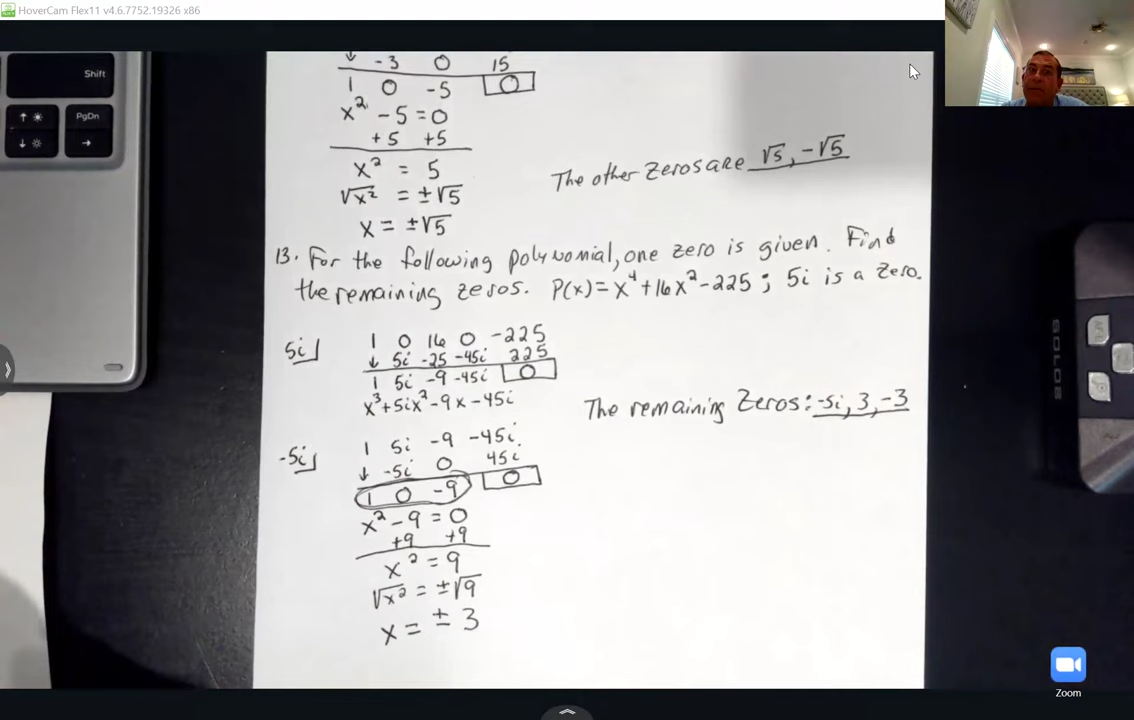 HoverCam Flex11 v4.6.7752.19326 x86
Shift
PgDn
↓ -3 0 15
1 0 -5 0
x² - 5 = 0
+5 +5
x² = 5
√x² = ±√5
x = ±√5
The other zeros are √5, -√5
13. For the following polynomial, one zero is given. Find
the remaining zeros. P(x) = x⁴ + 16x² - 225 ; 5i is a zero.
5i⌋ 1 0 16 0 -225
↓ 5i -25 -45i 225
1 5i -9 -45i 0
x³ + 5ix² - 9x - 45i
The remaining zeros: -5i, 3, -3
-5i⌋ 1 5i -9 -45i
↓ -5i 0 45i
1 0 -9 0
x² - 9 = 0
+9 +9
x² = 9
√x² = ±√9
x = ± 3
SOLO
Zoom